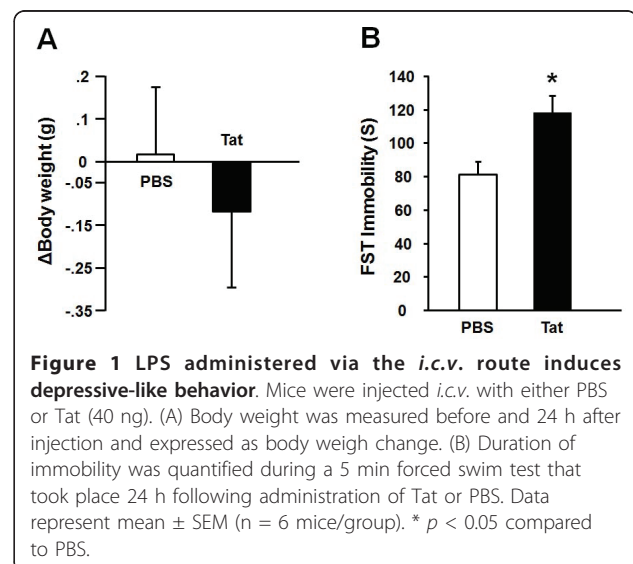 A
B
ΔBody weight (g)
.2
.1
0
-.05
-.15
-.25
-.35
PBS
Tat
FST Immobility (S)
140
120
100
80
60
40
20
0
*
PBS
Tat
Figure 1 LPS administered via the i.c.v. route induces
depressive-like behavior. Mice were injected i.c.v. with either PBS
or Tat (40 ng). (A) Body weight was measured before and 24 h after
injection and expressed as body weigh change. (B) Duration of
immobility was quantified during a 5 min forced swim test that
took place 24 h following administration of Tat or PBS. Data
represent mean ± SEM (n = 6 mice/group). * p < 0.05 compared
to PBS.